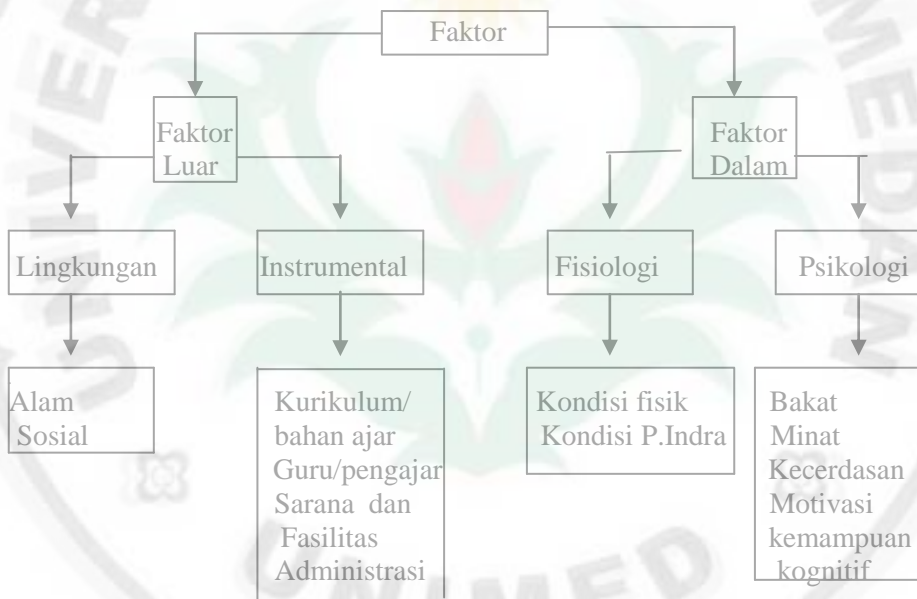 Faktor
Faktor
Luar
Faktor
Dalam
Lingkungan
Instrumental
Fisiologi
Psikologi
Alam
Sosial
Kurikulum/
bahan ajar
Guru/pengajar
Sarana dan
Fasilitas
Administrasi
Kondisi fisik
Kondisi P.Indra
Bakat
Minat
Kecerdasan
Motivasi
kemampuan
kognitif
UNIMED